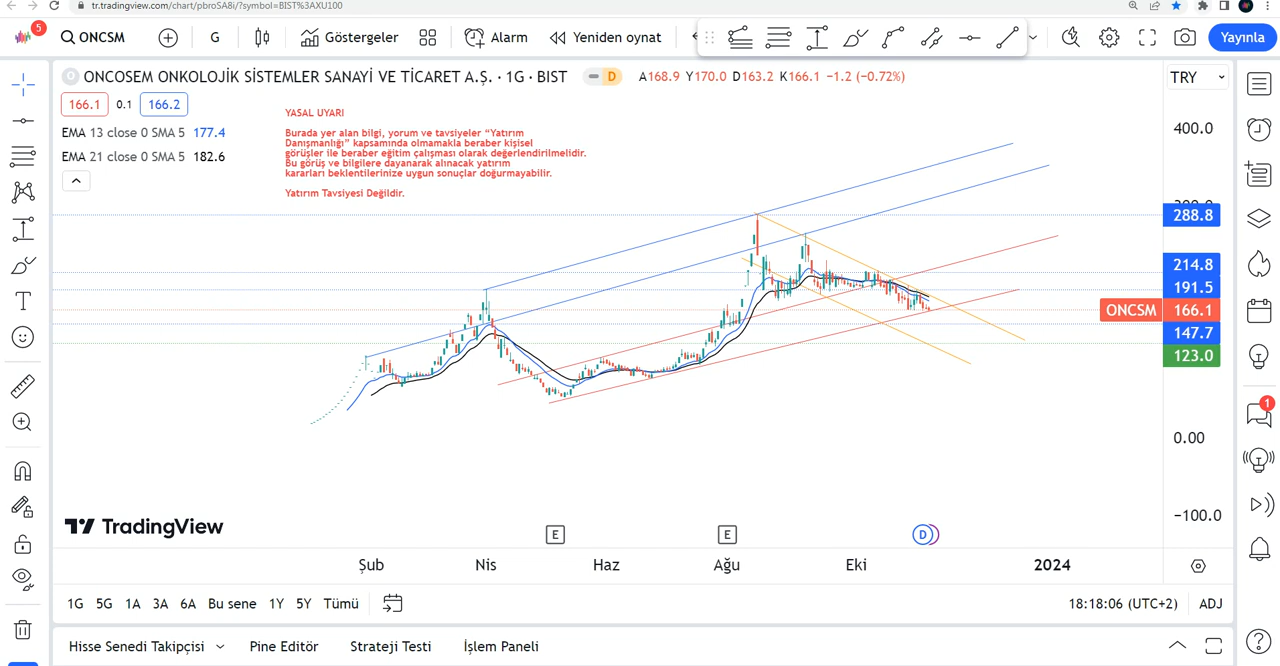 tr.tradingview.com/chart/pbroSA8i/?symbol=BIST%3AXU100
5
ONCSM
G
Göstergeler
Alarm
Yeniden oynat
Yayınla
ONCOSEM ONKOLOJİK SİSTEMLER SANAYİ VE TİCARET A.Ş. · 1G · BIST
D
A168.9 Y170.0 D163.2 K166.1 −1.2 (−0.72%)
TRY
166.1 0.1 166.2
EMA 13 close 0 SMA 5 177.4
EMA 21 close 0 SMA 5 182.6
YASAL UYARI
Burada yer alan bilgi, yorum ve tavsiyeler “Yatırım
Danışmanlığı” kapsamında olmamakla beraber kişisel
görüşler ile beraber eğitim çalışması olarak değerlendirilmelidir.
Bu görüş ve bilgilere dayanarak alınacak yatırım
kararları beklentilerinize uygun sonuçlar doğurmayabilir.
Yatırım Tavsiyesi Değildir.
400.0
288.8
214.8
191.5
ONCSM 166.1
147.7
123.0
0.00
−100.0
TradingView
E
E
D
Şub
Nis
Haz
Ağu
Eki
2024
1G 5G 1A 3A 6A Bu sene 1Y 5Y Tümü
18:18:06 (UTC+2)
ADJ
1
Hisse Senedi Takipçisi
Pine Editör
Strateji Testi
İşlem Paneli